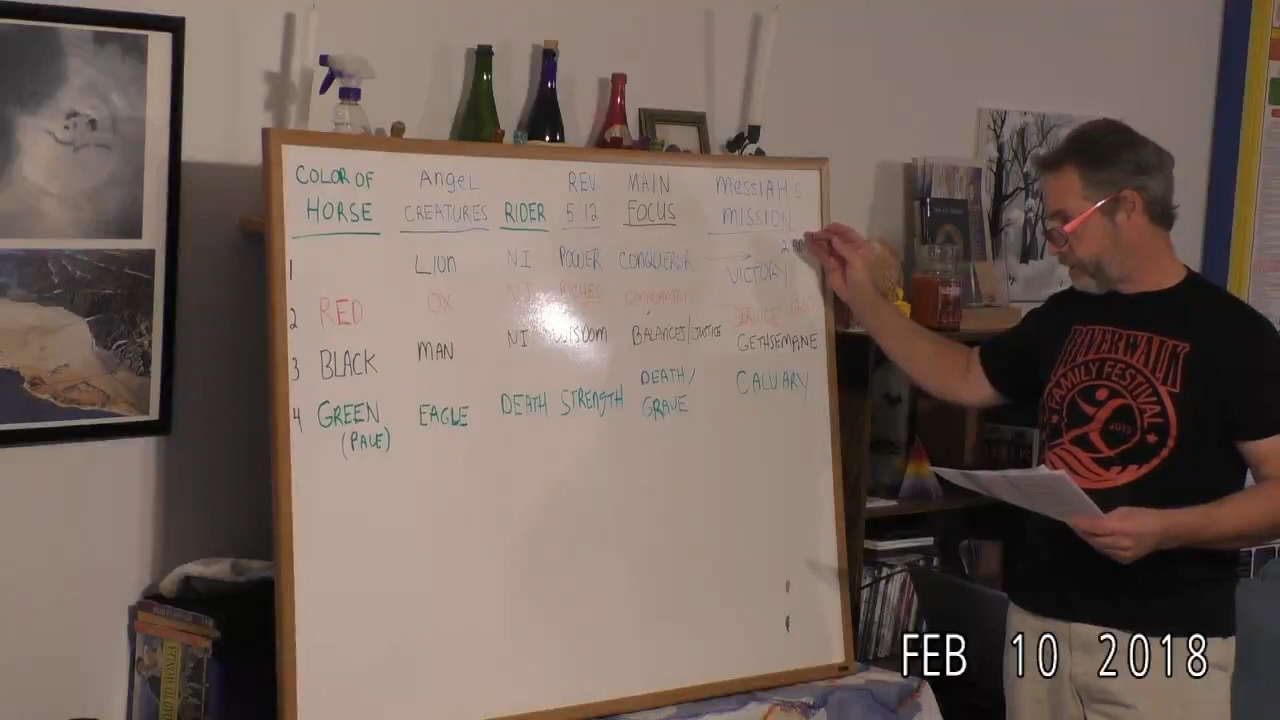 COLOR OF HORSE
Angel CREATURES
RIDER
REV 5:12
MAIN FOCUS
MESSIAH'S MISSION
1 Lion NI POWER CONQUEROR VICTORY
2 RED OX RICHES SERVICE
3 BLACK MAN NI WISDOM BALANCES/JUSTICE GETHSEMANE
4 GREEN (PALE) EAGLE DEATH STRENGTH DEATH/ GRAVE CALVARY
RIVERWALK
FAMILY FESTIVAL
FEB 10 2018